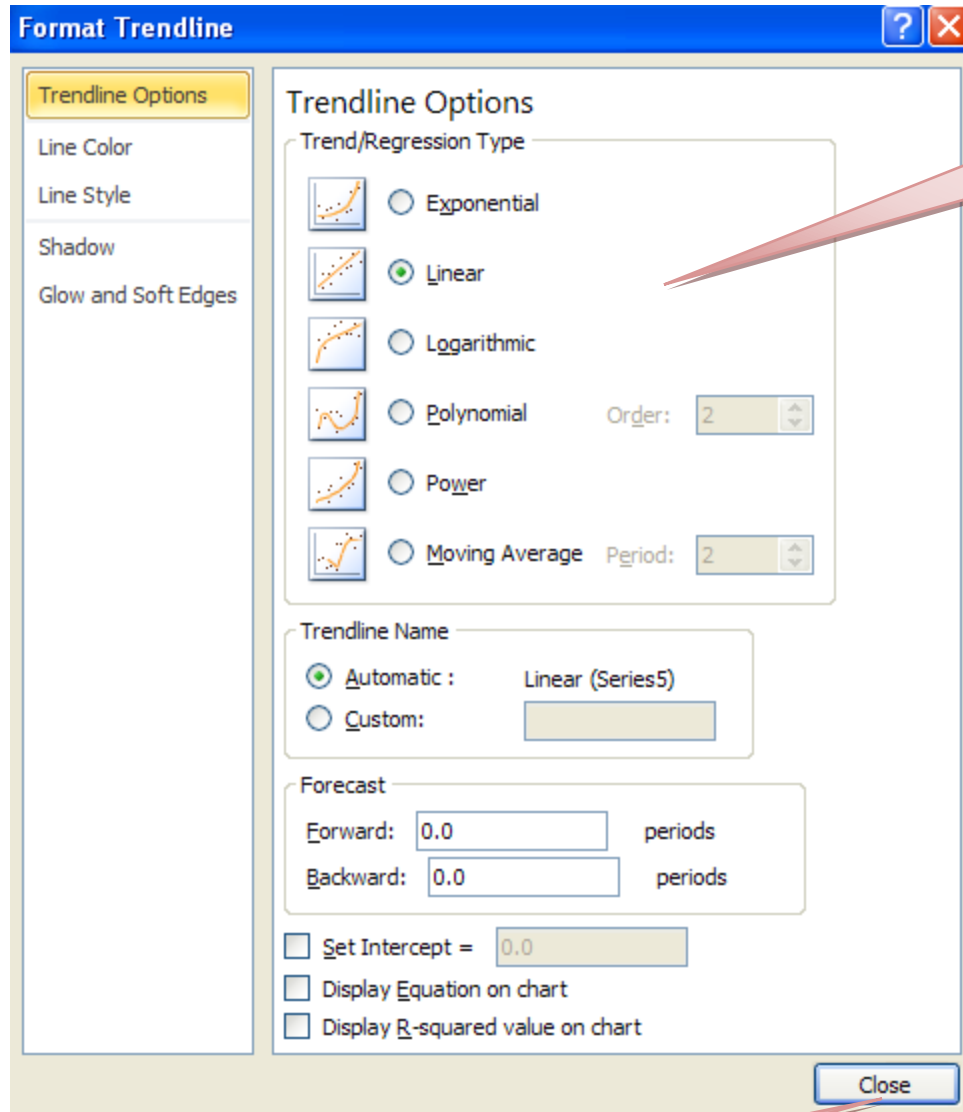 Format Trendline
?
Trendline Options
Line Color
Line Style
Shadow
Glow and Soft Edges
Trendline Options
Trend/Regression Type
Exponential
Linear
Logarithmic
Polynomial Order: 2
Power
Moving Average Period: 2
Trendline Name
Automatic : Linear (Series5)
Custom:
Forecast
Forward: 0.0 periods
Backward: 0.0 periods
Set Intercept = 0.0
Display Equation on chart
Display R-squared value on chart
Close